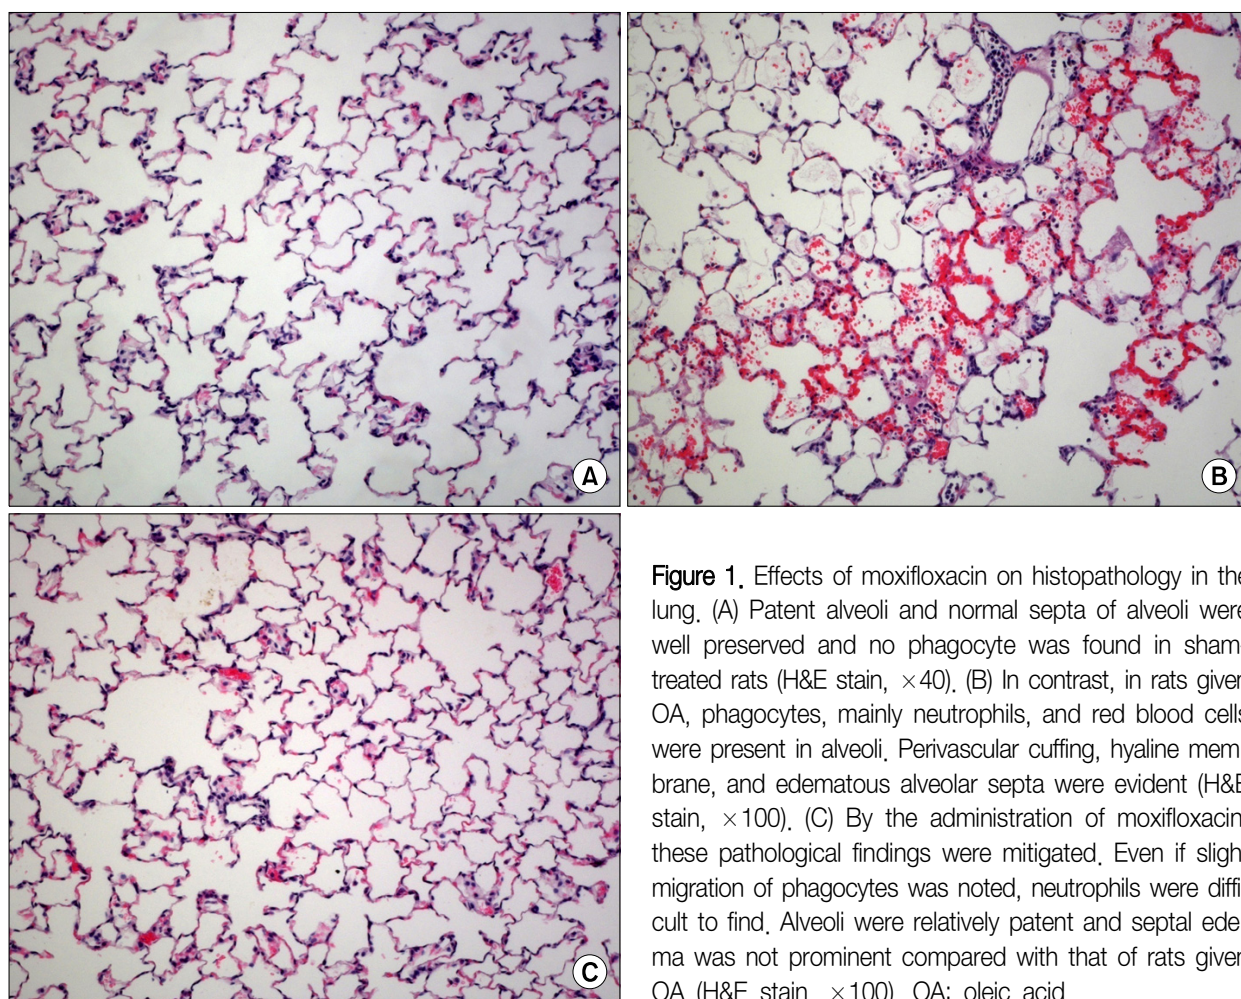 A
B
C
Figure 1. Effects of moxifloxacin on histopathology in the
lung. (A) Patent alveoli and normal septa of alveoli were
well preserved and no phagocyte was found in sham
treated rats (H&E stain, ×40). (B) In contrast, in rats given
OA, phagocytes, mainly neutrophils, and red blood cells
were present in alveoli. Perivascular cuffing, hyaline mem
brane, and edematous alveolar septa were evident (H&E
stain, ×100). (C) By the administration of moxifloxacin
these pathological findings were mitigated. Even if sligh
migration of phagocytes was noted, neutrophils were diffi
cult to find. Alveoli were relatively patent and septal ede
ma was not prominent compared with that of rats given
OA (H&E stain, ×100). OA: oleic acid